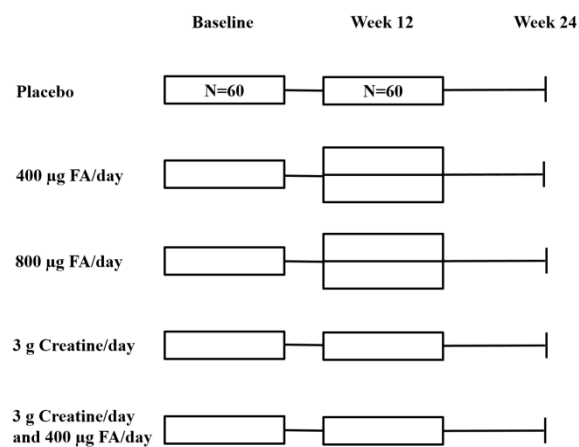 Baseline Week 12 Week 24
Placebo N=60 N=60
400 µg FA/day
800 µg FA/day
3 g Creatine/day
3 g Creatine/day
and 400 µg FA/day